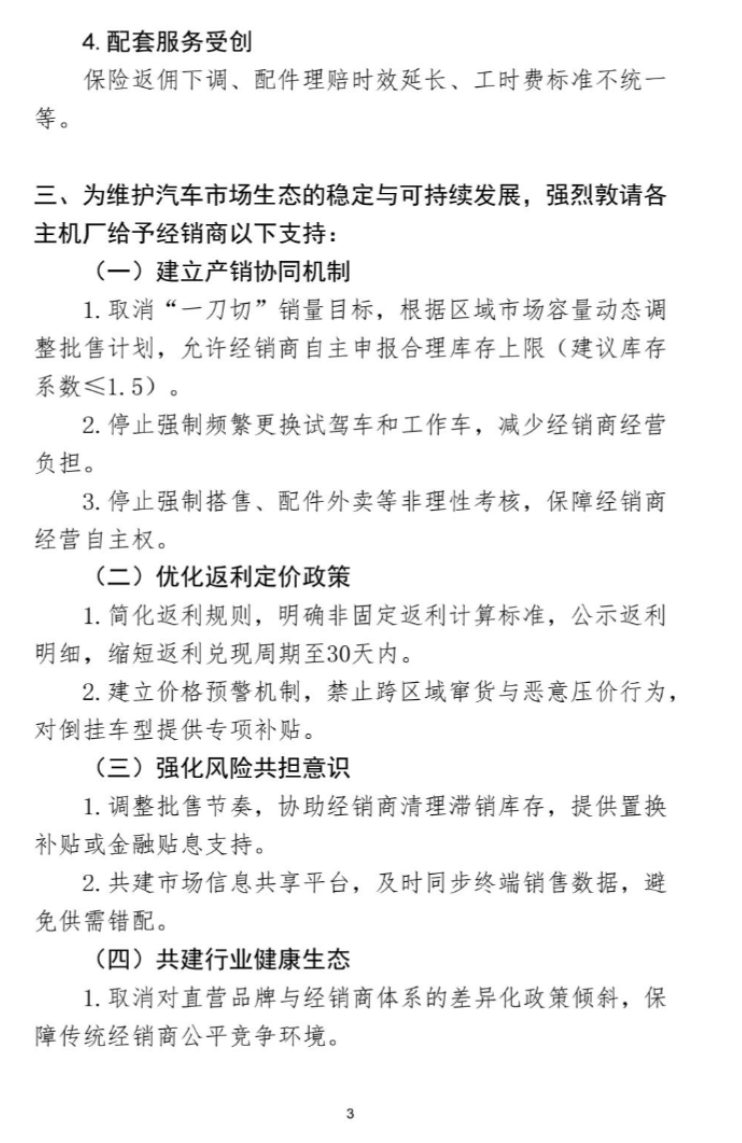 4. 配套服务受创
保险返佣下调、配件理赔时效延长、工时费标准不统一
等。
三、为维护汽车市场生态的稳定与可持续发展，强烈敦请各
主机厂给予经销商以下支持：
（一）建立产销协同机制
1. 取消“一刀切”销量目标，根据区域市场容量动态调
整批售计划，允许经销商自主申报合理库存上限（建议库存
系数≤1.5）。
2. 停止强制频繁更换试驾车和工作车，减少经销商经营
负担。
3. 停止强制搭售、配件外卖等非理性考核，保障经销商
经营自主权。
（二）优化返利定价政策
1. 简化返利规则，明确非固定返利计算标准，公示返利
明细，缩短返利兑现周期至30天内。
2. 建立价格预警机制，禁止跨区域窜货与恶意压价行为，
对倒挂车型提供专项补贴。
（三）强化风险共担意识
1. 调整批售节奏，协助经销商清理滞销库存，提供置换
补贴或金融贴息支持。
2. 共建市场信息共享平台，及时同步终端销售数据，避
免供需错配。
（四）共建行业健康生态
1. 取消对直营品牌与经销商体系的差异化政策倾斜，保
障传统经销商公平竞争环境。
3